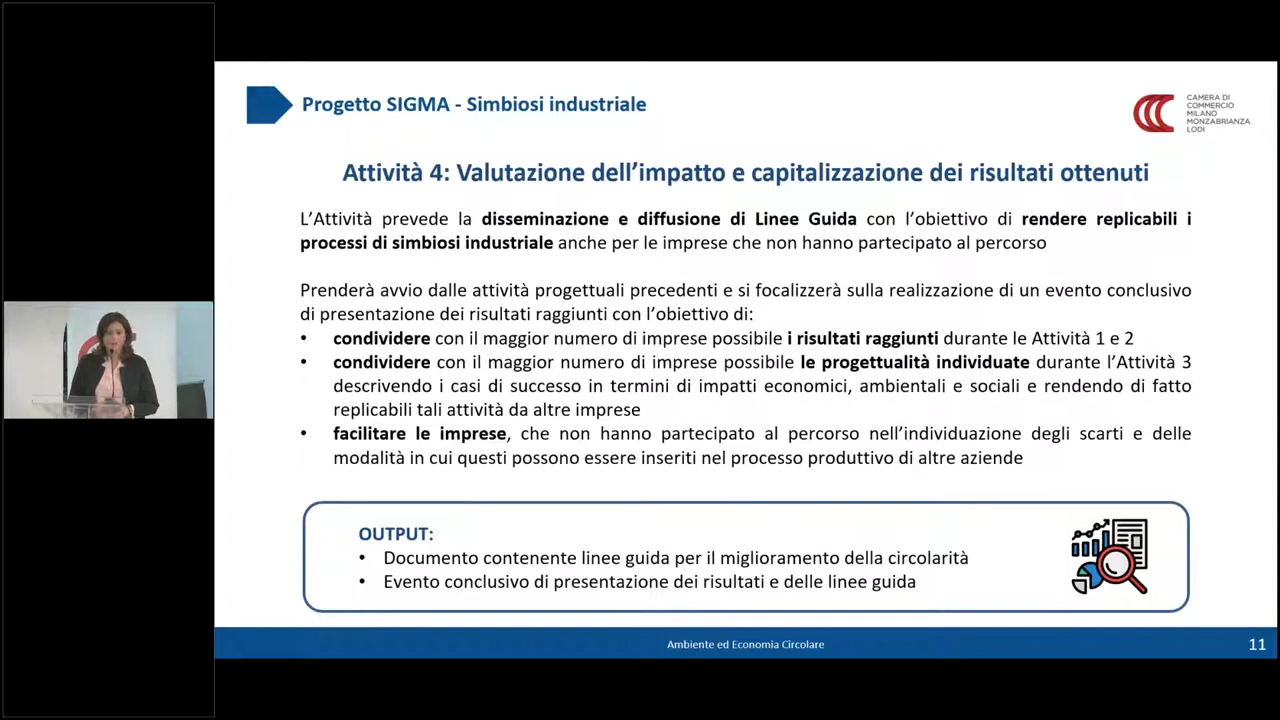 Progetto SIGMA - Simbiosi industriale
CAMERA DI
COMMERCIO
MILANO
MONZABRIANZA
LODI
Attività 4: Valutazione dell’impatto e capitalizzazione dei risultati ottenuti
L’Attività prevede la disseminazione e diffusione di Linee Guida con l’obiettivo di rendere replicabili i
processi di simbiosi industriale anche per le imprese che non hanno partecipato al percorso
Prenderà avvio dalle attività progettuali precedenti e si focalizzerà sulla realizzazione di un evento conclusivo
di presentazione dei risultati raggiunti con l’obiettivo di:
• condividere con il maggior numero di imprese possibile i risultati raggiunti durante le Attività 1 e 2
• condividere con il maggior numero di imprese possibile le progettualità individuate durante l’Attività 3
descrivendo i casi di successo in termini di impatti economici, ambientali e sociali e rendendo di fatto
replicabili tali attività da altre imprese
• facilitare le imprese, che non hanno partecipato al percorso nell’individuazione degli scarti e delle
modalità in cui questi possono essere inseriti nel processo produttivo di altre aziende
OUTPUT:
• Documento contenente linee guida per il miglioramento della circolarità
• Evento conclusivo di presentazione dei risultati e delle linee guida
Ambiente ed Economia Circolare
11